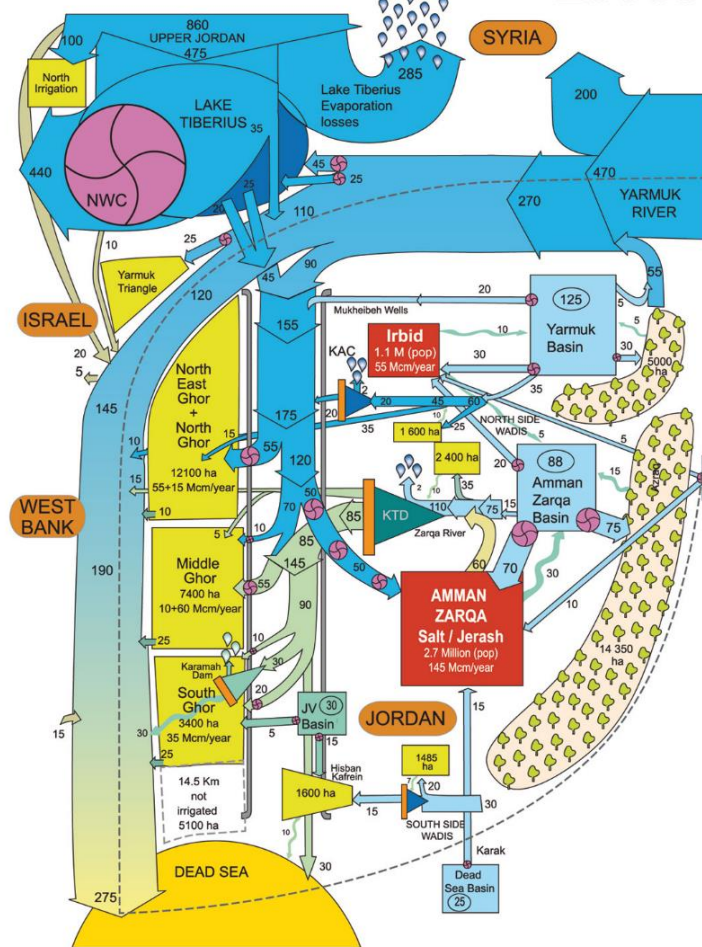 860
UPPER JORDAN
475
100
North
Irrigation
SYRIA
285
Lake Tiberius
Evaporation
losses
LAKE
TIBERIUS
35
NWC
440
200
470
YARMUK
RIVER
270
45
25
25
20
110
10
25
Yarmuk
Triangle
120
45
90
55
ISRAEL
20
5
145
155
Mukheibeh Wells
20
125
Yarmuk
Basin
5
5
30
5000
ha
Irbid
1.1 M (pop)
55 Mcm/year
10
30
35
KAC
2
20
20
45
60
35
25
NORTH SIDE
WADIS
5
5
North
East
Ghor
+
North
Ghor
12100 ha
55+15 Mcm/year
10
15
15
10
175
55
120
1 600 ha
2 400 ha
10
35
2
20
88
Amman
Zarqa
Basin
15
75
15
75
AZRAQ
WEST
BANK
190
50
85
KTD
110
Zarqa River
60
70
30
5
10
70
85
145
55
50
Middle
Ghor
7400 ha
10+60 Mcm/year
25
90
AMMAN
ZARQA
Salt / Jerash
2.7 Million (pop)
145 Mcm/year
10
14 350
ha
Karamah
Dam
10
30
20
South
Ghor
3400 ha
35 Mcm/year
15
30
25
5
JV
Basin
30
15
JORDAN
15
14.5 Km
not
irrigated
5100 ha
Hisban
Kafrein
1600 ha
15
1485
ha
7
20
30
SOUTH SIDE
WADIS
10
30
Karak
Dead
Sea Basin
25
DEAD SEA
275